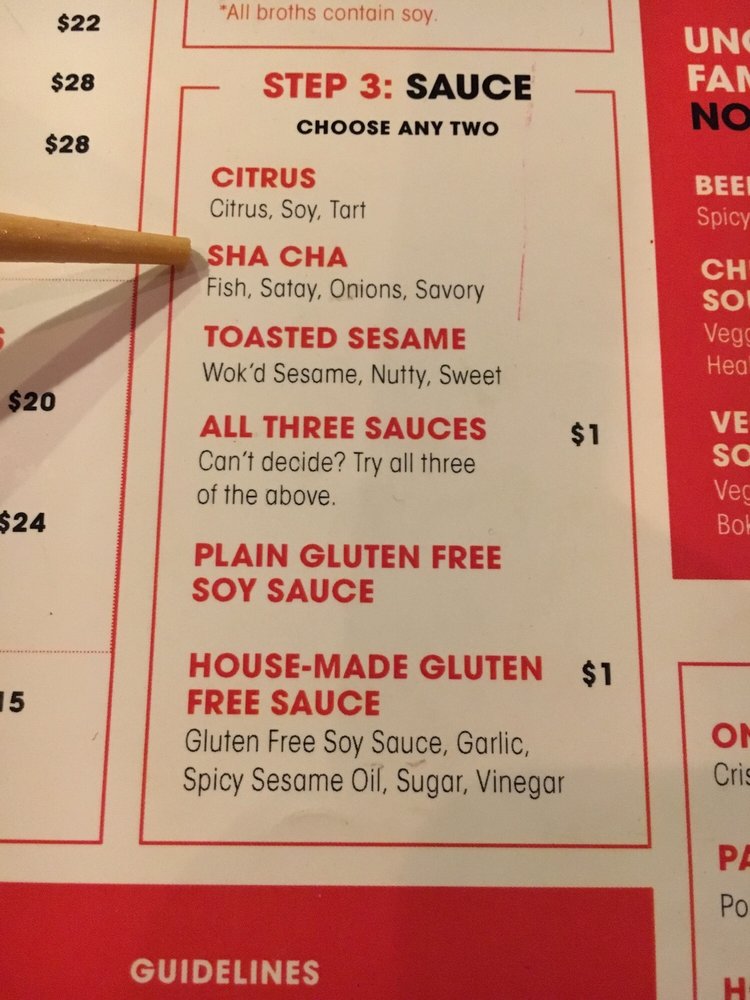 $22
$28
$28
$20
$24
*All broths contain soy.
STEP 3: SAUCE
CHOOSE ANY TWO
CITRUS
Citrus, Soy, Tart
SHA CHA
Fish, Satay, Onions, Savory
TOASTED SESAME
Wok'd Sesame, Nutty, Sweet
ALL THREE SAUCES $1
Can't decide? Try all three
of the above.
PLAIN GLUTEN FREE
SOY SAUCE
HOUSE-MADE GLUTEN $1
FREE SAUCE
Gluten Free Soy Sauce, Garlic,
Spicy Sesame Oil, Sugar, Vinegar
GUIDELINES
Spicy